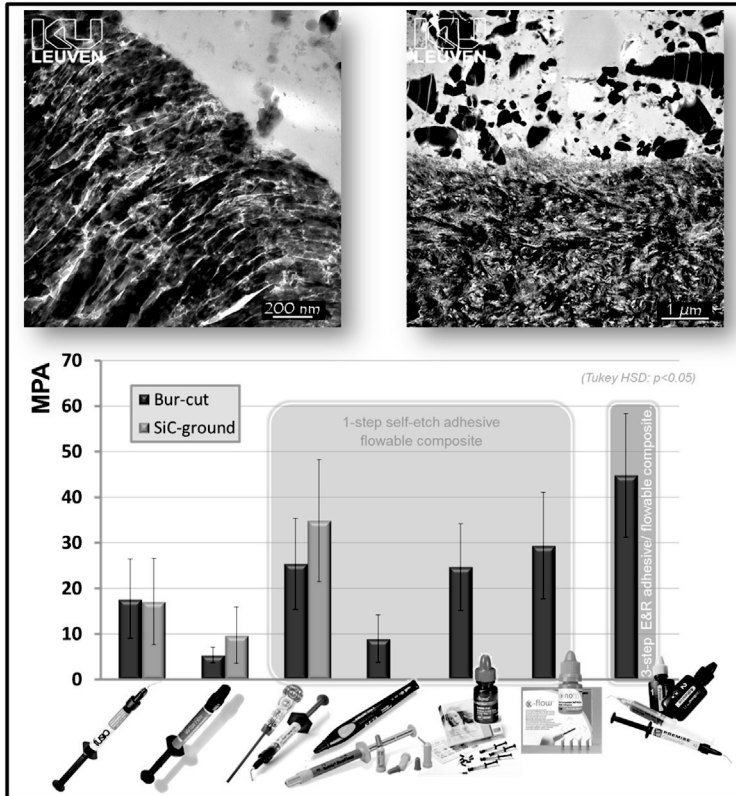 KU
LEUVEN
200 nm
KU
LEUVEN
1 µm
MPA
70
60
50
40
30
20
10
0
Bur-cut
SiC-ground
(Tukey HSD: p<0.05)
1-step self-etch adhesive
flowable composite
3-step E&R adhesive/ flowable composite
-flow
PREMISE